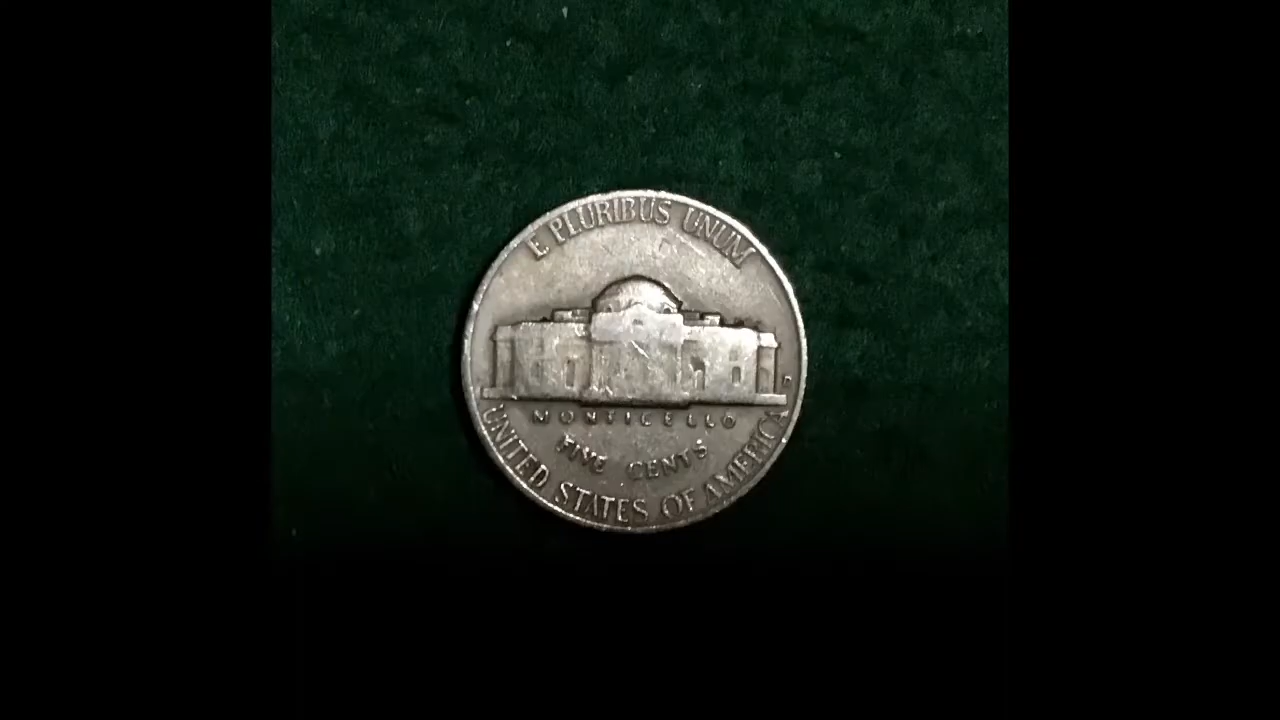 E PLURIBUS UNUM
D
MONTICELLO
FIVE CENTS
UNITED STATES OF AMERICA